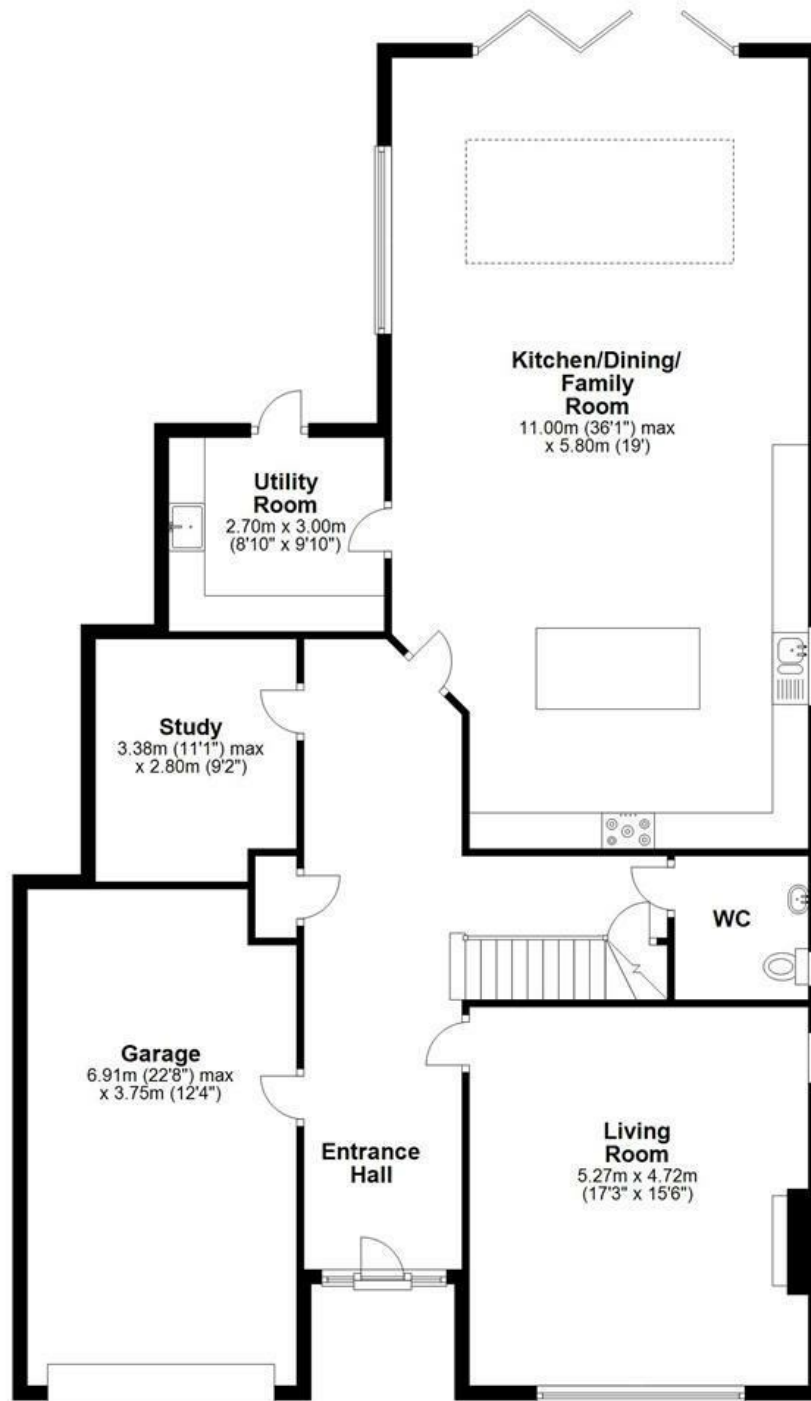 Kitchen/Dining/
Family
Room
11.00m (36'1") max
x 5.80m (19')
Utility
Room
2.70m x 3.00m
(8'10" x 9'10")
Study
3.38m (11'1") max
x 2.80m (9'2")
WC
Garage
6.91m (22'8") max
x 3.75m (12'4")
Entrance
Hall
Living
Room
5.27m x 4.72m
(17'3" x 15'6")